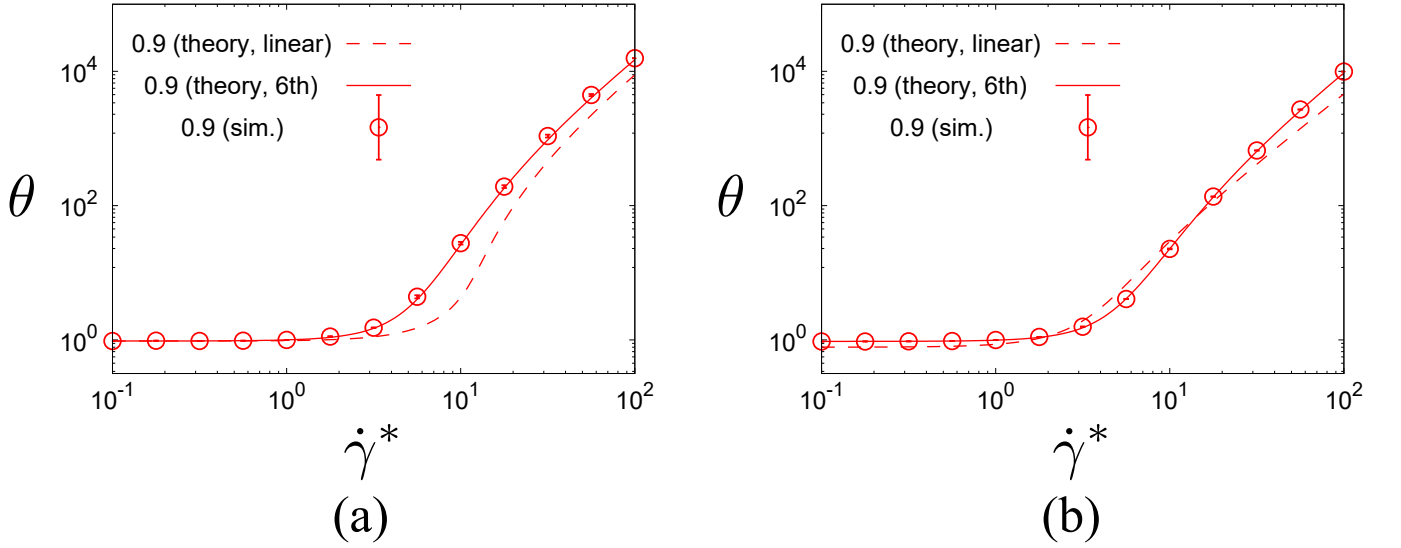 0.9 (theory, linear)
0.9 (theory, 6th)
0.9 (sim.)
10^4
10^2
10^0
θ
10^-1
10^0
10^1
10^2
γ̇*
(a)
0.9 (theory, linear)
0.9 (theory, 6th)
0.9 (sim.)
10^4
10^2
10^0
θ
10^-1
10^0
10^1
10^2
γ̇*
(b)